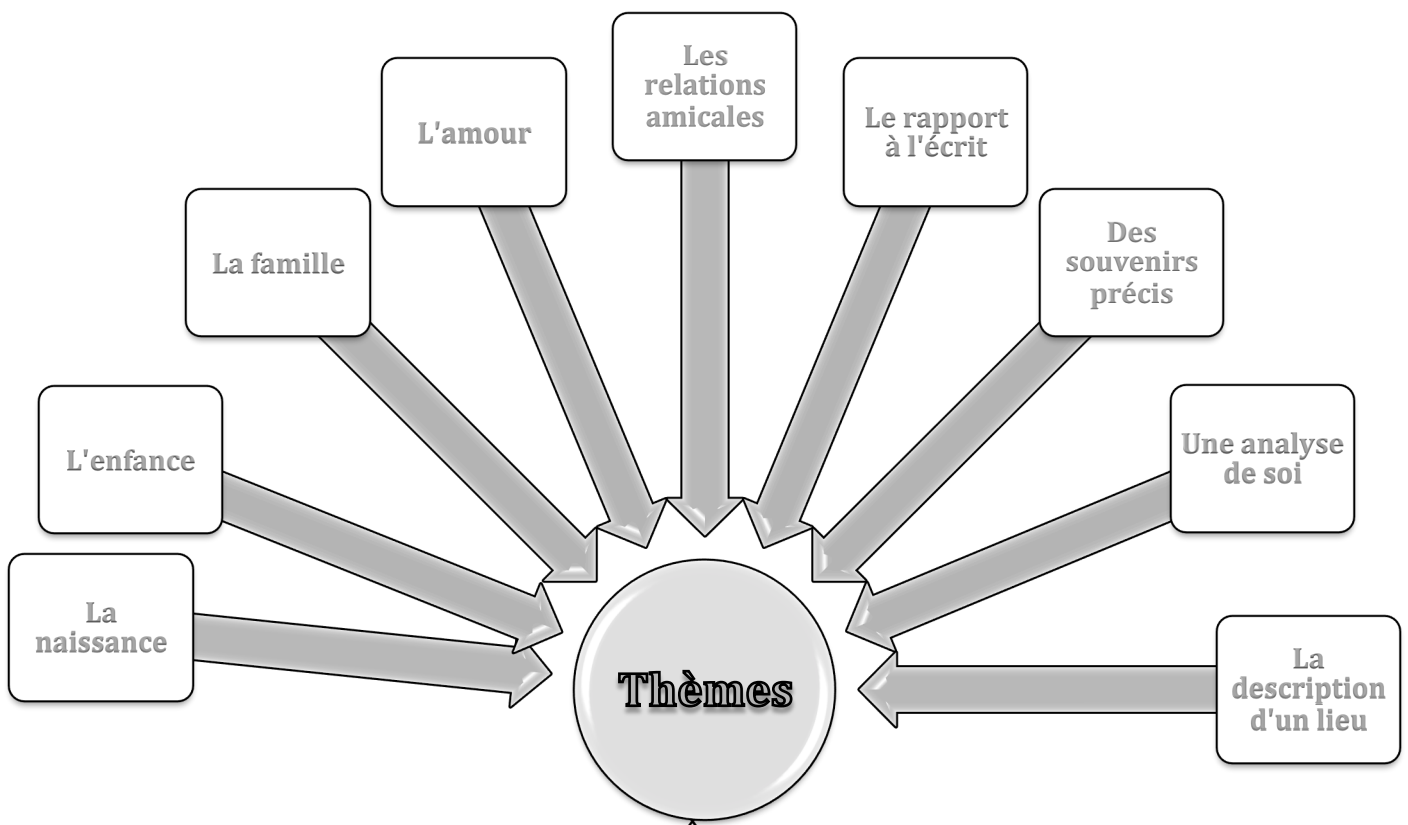 Les
relations
amicales
L'amour
Le rapport
à l'écrit
La famille
Des
souvenirs
précis
L'enfance
Une analyse
de soi
La
naissance
Thèmes
La
description
d'un lieu